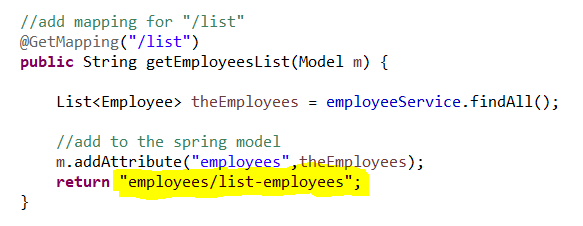 //add mapping for "/list"
@GetMapping("/list")
public String getEmployeesList(Model m) {
List<Employee> theEmployees = employeeService.findAll();
//add to the spring model
m.addAttribute("employees",theEmployees);
return "employees/list-employees";
}